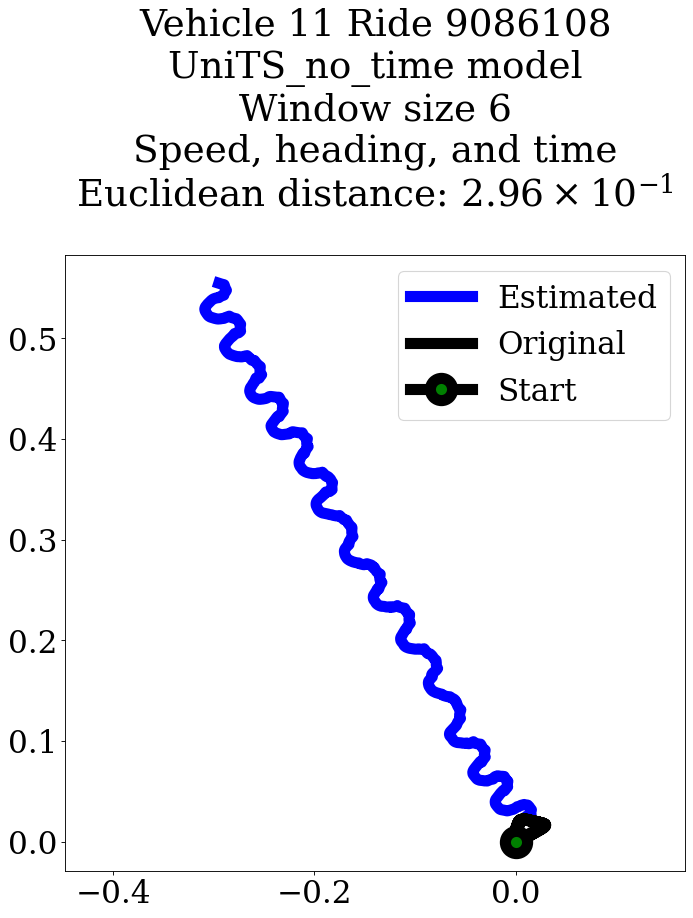 Vehicle 11 Ride 9086108
UniTS_no_time model
Window size 6
Speed, heading, and time
Euclidean distance: 2.96 × 10⁻¹
Estimated
Original
Start
0.5
0.4
0.3
0.2
0.1
0.0
−0.4
−0.2
0.0